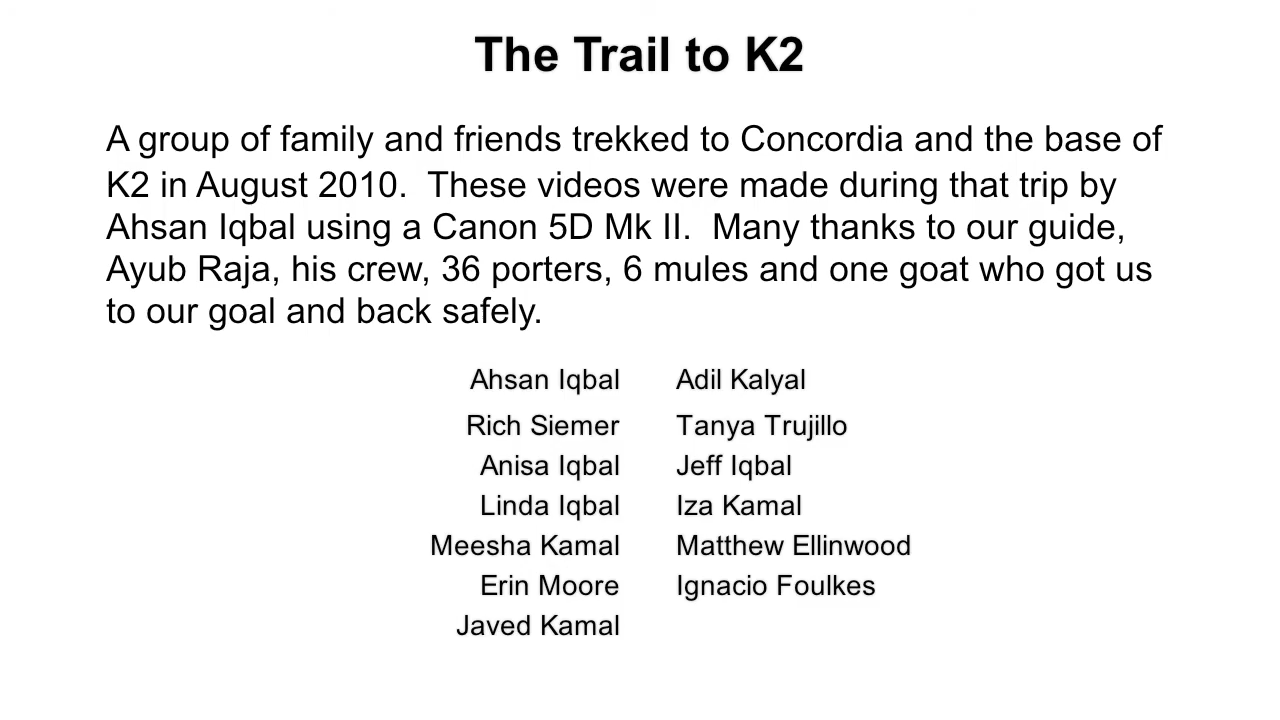 The Trail to K2
A group of family and friends trekked to Concordia and the base of
K2 in August 2010.  These videos were made during that trip by
Ahsan Iqbal using a Canon 5D Mk II.  Many thanks to our guide,
Ayub Raja, his crew, 36 porters, 6 mules and one goat who got us
to our goal and back safely.
Ahsan Iqbal Adil Kalyal
Rich Siemer Tanya Trujillo
Anisa Iqbal Jeff Iqbal
Linda Iqbal Iza Kamal
Meesha Kamal Matthew Ellinwood
Erin Moore Ignacio Foulkes
Javed Kamal